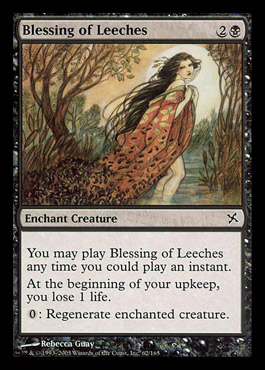 Blessing of Leeches 2
Enchant Creature
You may play Blessing of Leeches
any time you could play an instant.
At the beginning of your upkeep,
you lose 1 life.
0: Regenerate enchanted creature.
Rebecca Guay
™ & © 1993–2005 Wizards of the Coast, Inc. 62/165